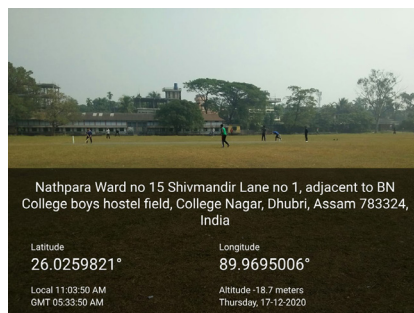 Nathpara Ward no 15 Shivmandir Lane no 1, adjacent to BN
College boys hostel field, College Nagar, Dhubri, Assam 783324,
India
Latitude
26.0259821°
Longitude
89.9695006°
Local 11:03:50 AM
GMT 05:33:50 AM
Altitude -18.7 meters
Thursday, 17-12-2020